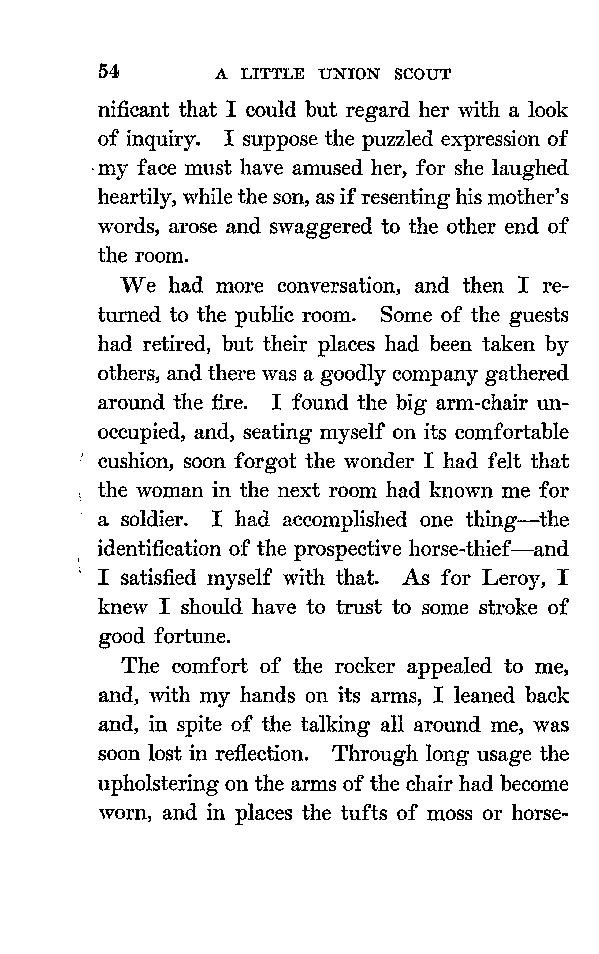 54 A LITTLE UNION SCOUT
nificant that I could but regard her with a look
of inquiry. I suppose the puzzled expression of
my face must have amused her, for she laughed
heartily, while the son, as if resenting his mother's
words, arose and swaggered to the other end of
the room.
We had more conversation, and then I re-
turned to the public room. Some of the guests
had retired, but their places had been taken by
others, and there was a goodly company gathered
around the fire. I found the big arm-chair un-
occupied, and, seating myself on its comfortable
cushion, soon forgot the wonder I had felt that
the woman in the next room had known me for
a soldier. I had accomplished one thing—the
identification of the prospective horse-thief—and
I satisfied myself with that. As for Leroy, I
knew I should have to trust to some stroke of
good fortune.
The comfort of the rocker appealed to me,
and, with my hands on its arms, I leaned back
and, in spite of the talking all around me, was
soon lost in reflection. Through long usage the
upholstering on the arms of the chair had become
worn, and in places the tufts of moss or horse-